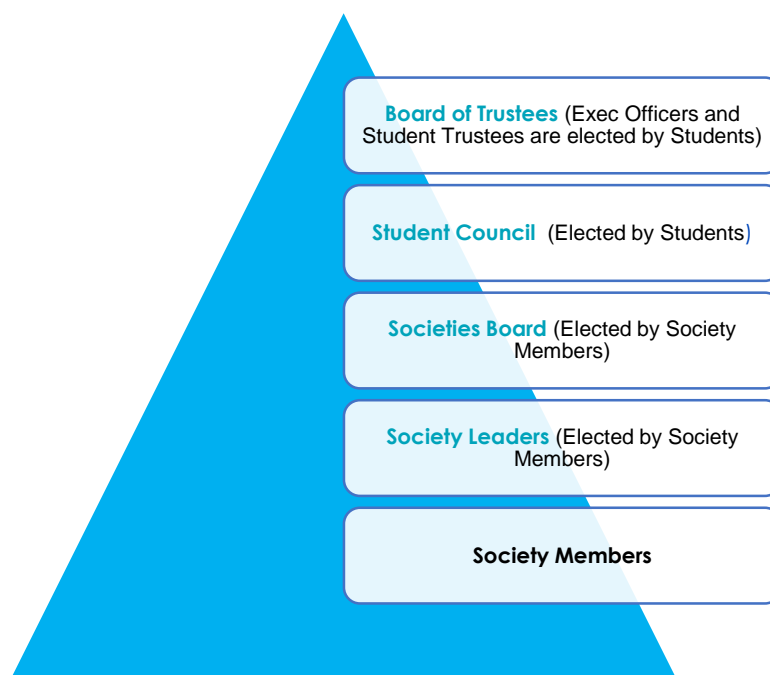 Board of Trustees (Exec Officers and
Student Trustees are elected by Students)
Student Council (Elected by Students)
Societies Board (Elected by Society
Members)
Society Leaders (Elected by Society
Members)
Society Members